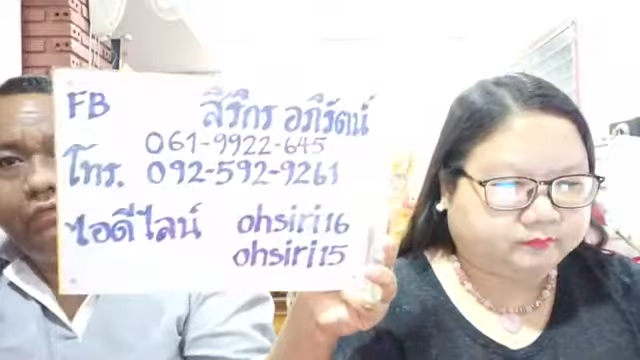 FB สิริกร อภิรัตน์
061-9922-645
โทร. 092-592-9261
ไอดีไลน์ ohsiri16
ohsiri15